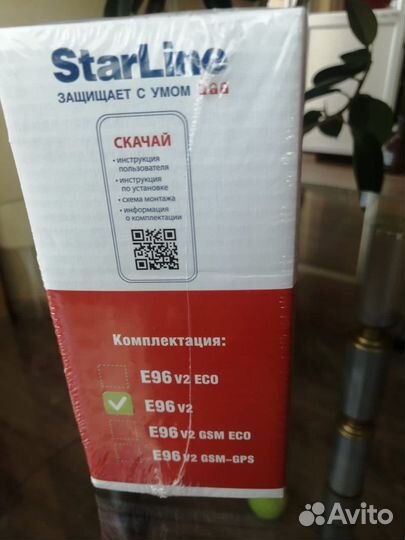 StarLine
ЗАЩИЩАЕТ С УМОМ
СКАЧАЙ
• инструкция
пользователя
• инструкция
по установке
• схема монтажа
• информация
о комплектации
Комплектация:
E96 V2 ECO
E96 V2
E96 V2 GSM ECO
E96 V2 GSM-GPS
Avito